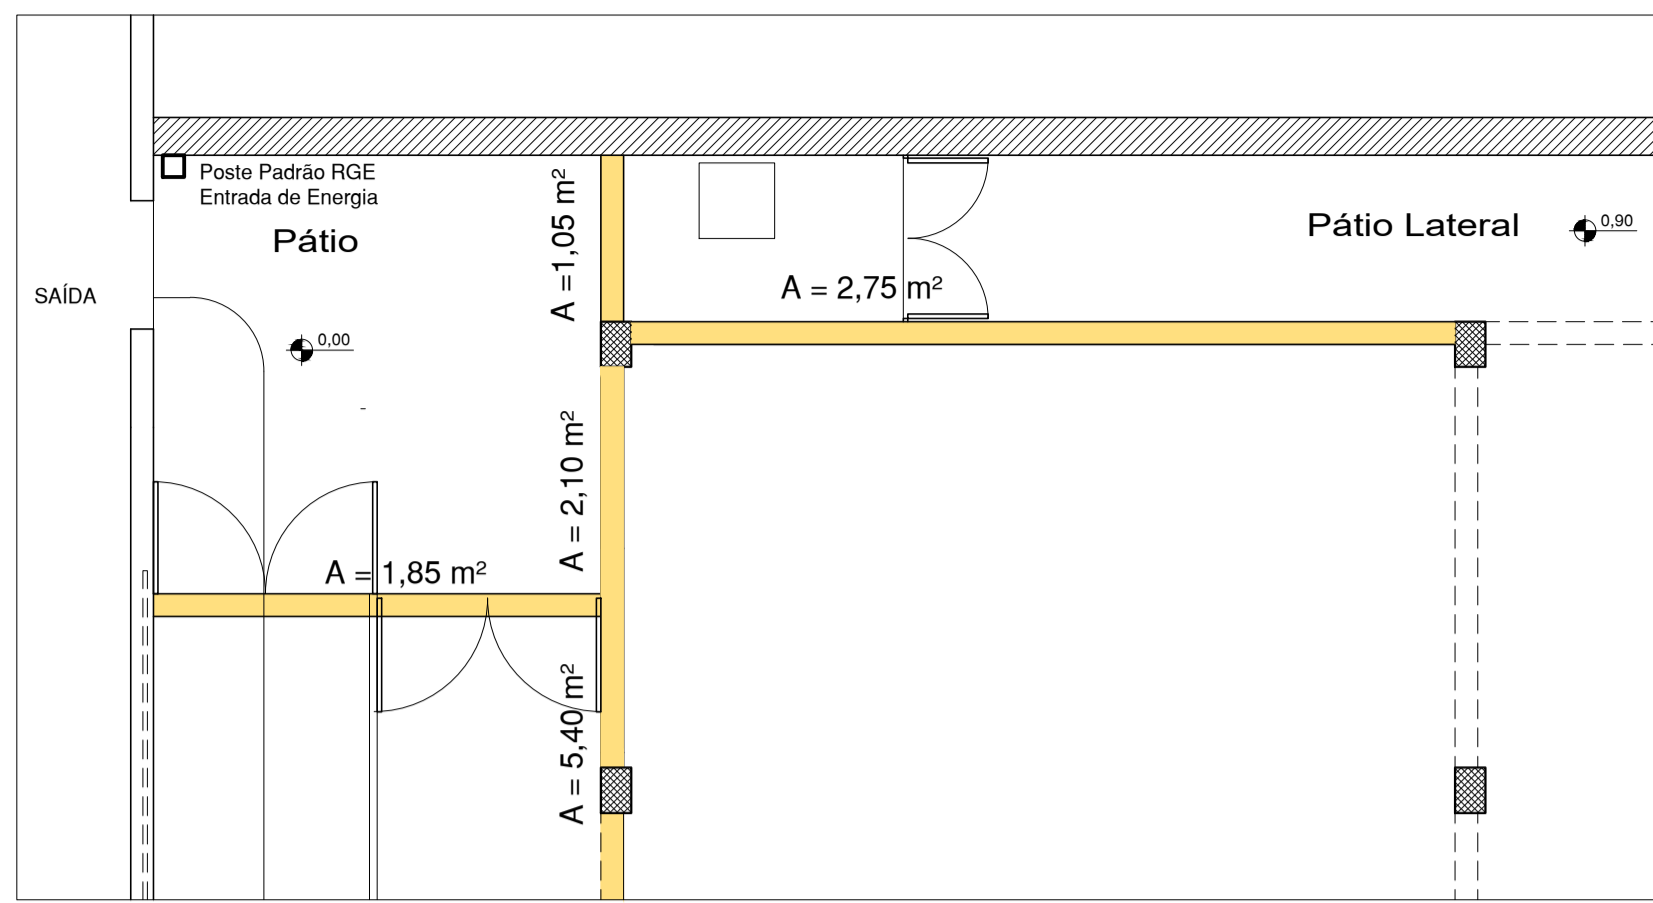 Poste Padrão RGE
Entrada de Energia
Pátio
SAÍDA
0,00
A =1,05 m²
A = 2,75 m²
Pátio Lateral
0,90
A = 2,10 m²
A = 1,85 m²
A = 5,40 m²